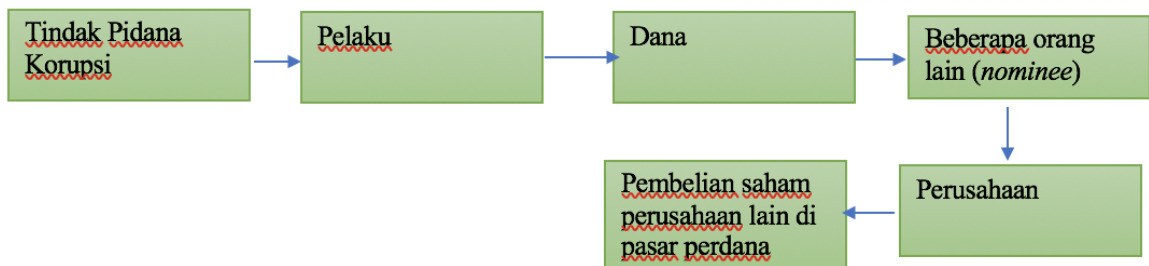 Tindak Pidana
Korupsi
Pelaku
Dana
Beberapa orang
lain (nominee)
Perusahaan
Pembelian saham
perusahaan lain di
pasar perdana